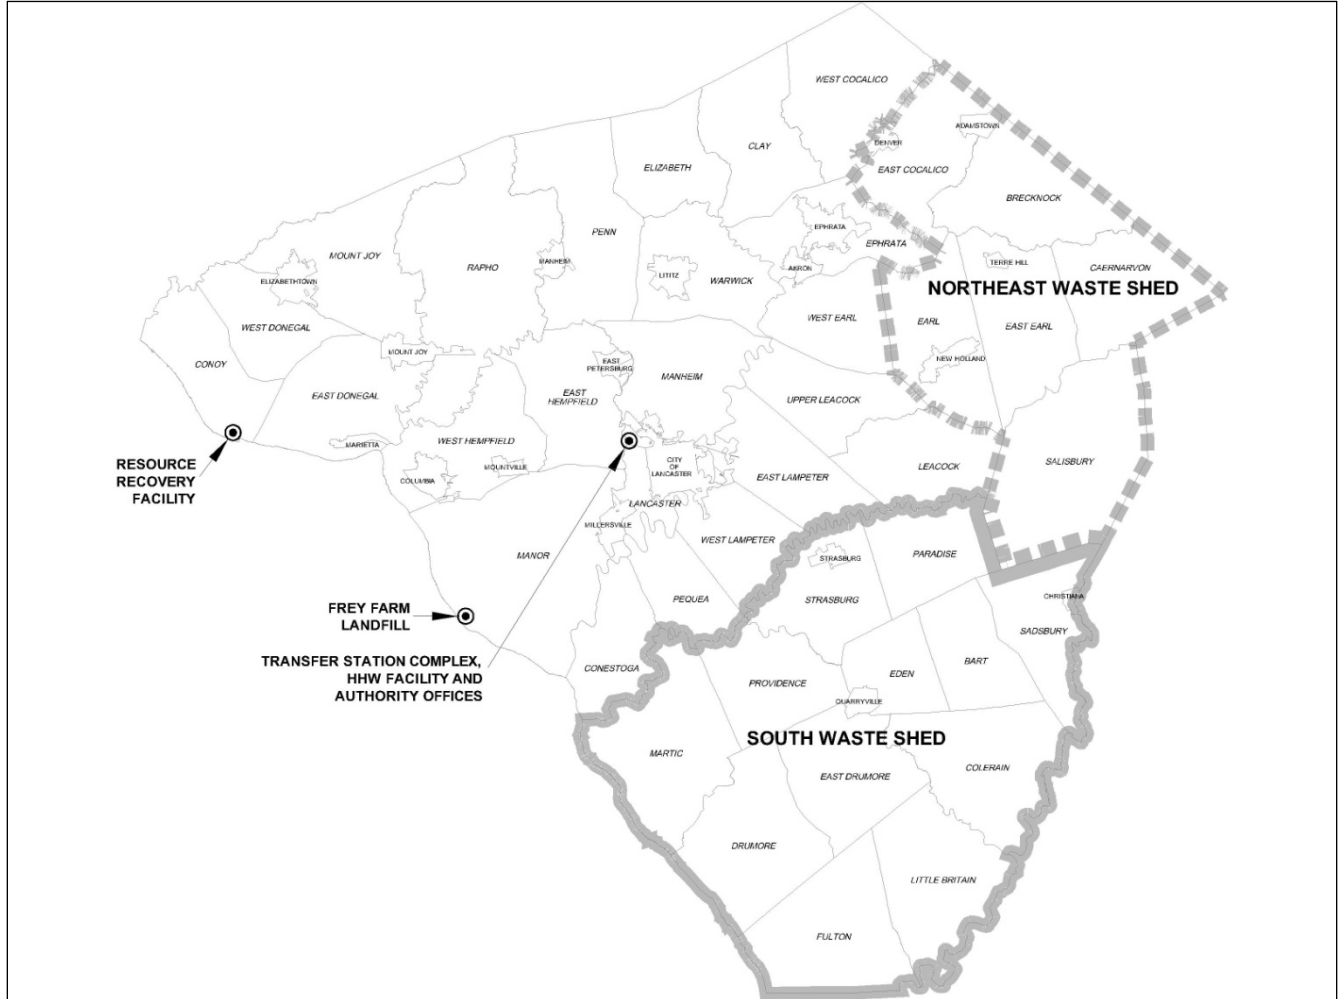 WEST COCALICO
ADAMSTOWN
DENVER
CLAY
ELIZABETH
EAST COCALICO
BRECKNOCK
EPHRATA
PENN
EPHRATA
MOUNT JOY
MANHEIM
RAPHO
TERRE HILL
CAERNARVON
AKRON
LITITZ
WARWICK
ELIZABETHTOWN
NORTHEAST WASTE SHED
WEST EARL
EARL
EAST EARL
WEST DONEGAL
MOUNT JOY
NEW HOLLAND
CONOY
EAST
PETERSBURG
MANHEIM
EAST DONEGAL
EAST
HEMPFIELD
UPPER LEACOCK
MARIETTA
WEST HEMPFIELD
CITY
OF
LANCASTER
SALISBURY
RESOURCE
RECOVERY
FACILITY
MOUNTVILLE
LEACOCK
COLUMBIA
EAST LAMPETER
LANCASTER
MILLERSVILLE
WEST LAMPETER
MANOR
PARADISE
STRASBURG
CHRISTIANA
PEQUEA
STRASBURG
FREY FARM
LANDFILL
SADSBURY
TRANSFER STATION COMPLEX,
HHW FACILITY AND
AUTHORITY OFFICES
CONESTOGA
BART
EDEN
PROVIDENCE
QUARRYVILLE
SOUTH WASTE SHED
MARTIC
COLERAIN
EAST DRUMORE
DRUMORE
LITTLE BRITAIN
FULTON